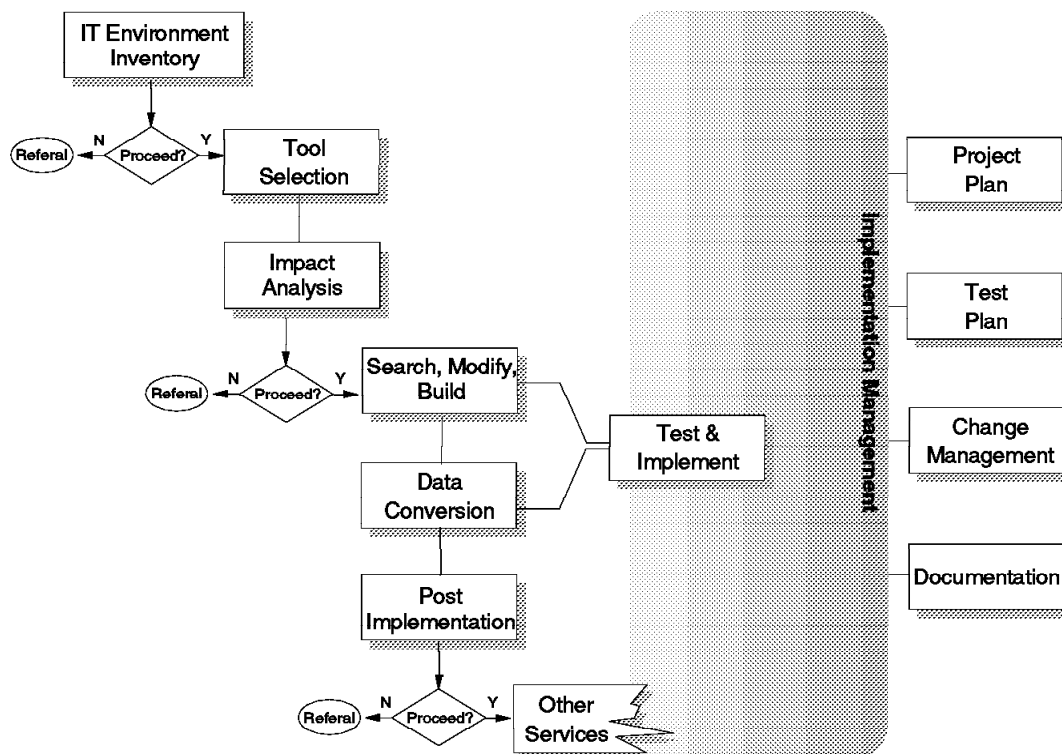 IT Environment
Inventory
N
Y
Referal
Proceed?
Tool
Selection
Impact
Analysis
N
Y
Referal
Proceed?
Search, Modify,
Build
Data
Conversion
Test &
Implement
Post
Implementation
N
Y
Referal
Proceed?
Other
Services
Implementation Management
Project
Plan
Test
Plan
Change
Management
Documentation